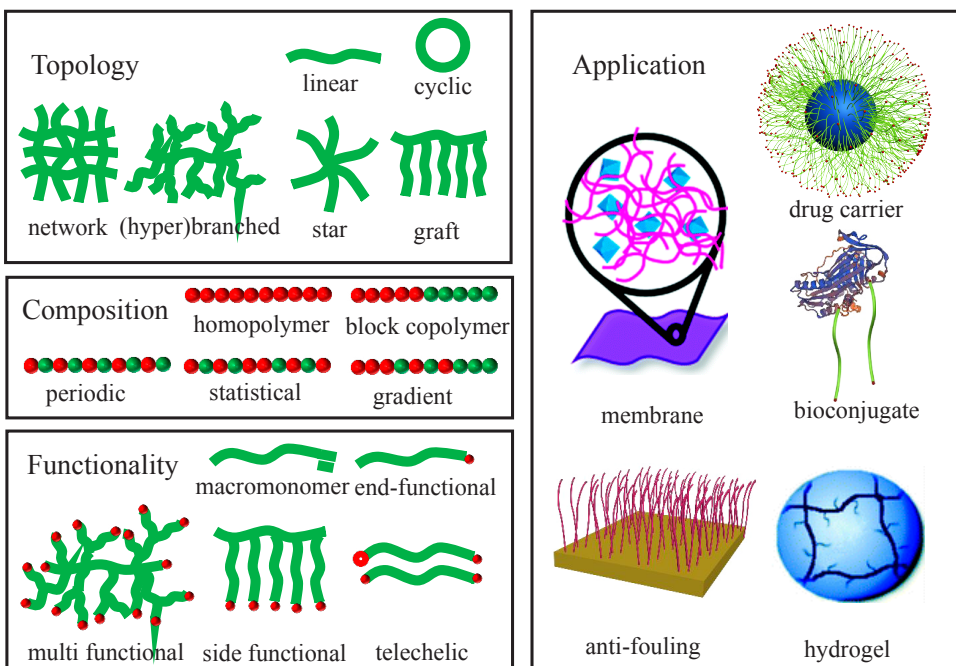 Topology
linear
cyclic
network
(hyper)branched
star
graft
Composition
homopolymer
block copolymer
periodic
statistical
gradient
Functionality
macromonomer
end-functional
multi functional
side functional
telechelic
Application
drug carrier
membrane
bioconjugate
anti-fouling
hydrogel